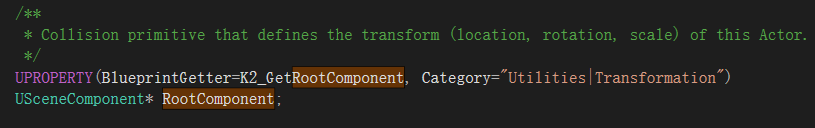 /**
* Collision primitive that defines the transform (location, rotation, scale) of this Actor.
*/
UPROPERTY(BlueprintGetter=K2_GetRootComponent, Category="Utilities|Transformation")
USceneComponent* RootComponent;